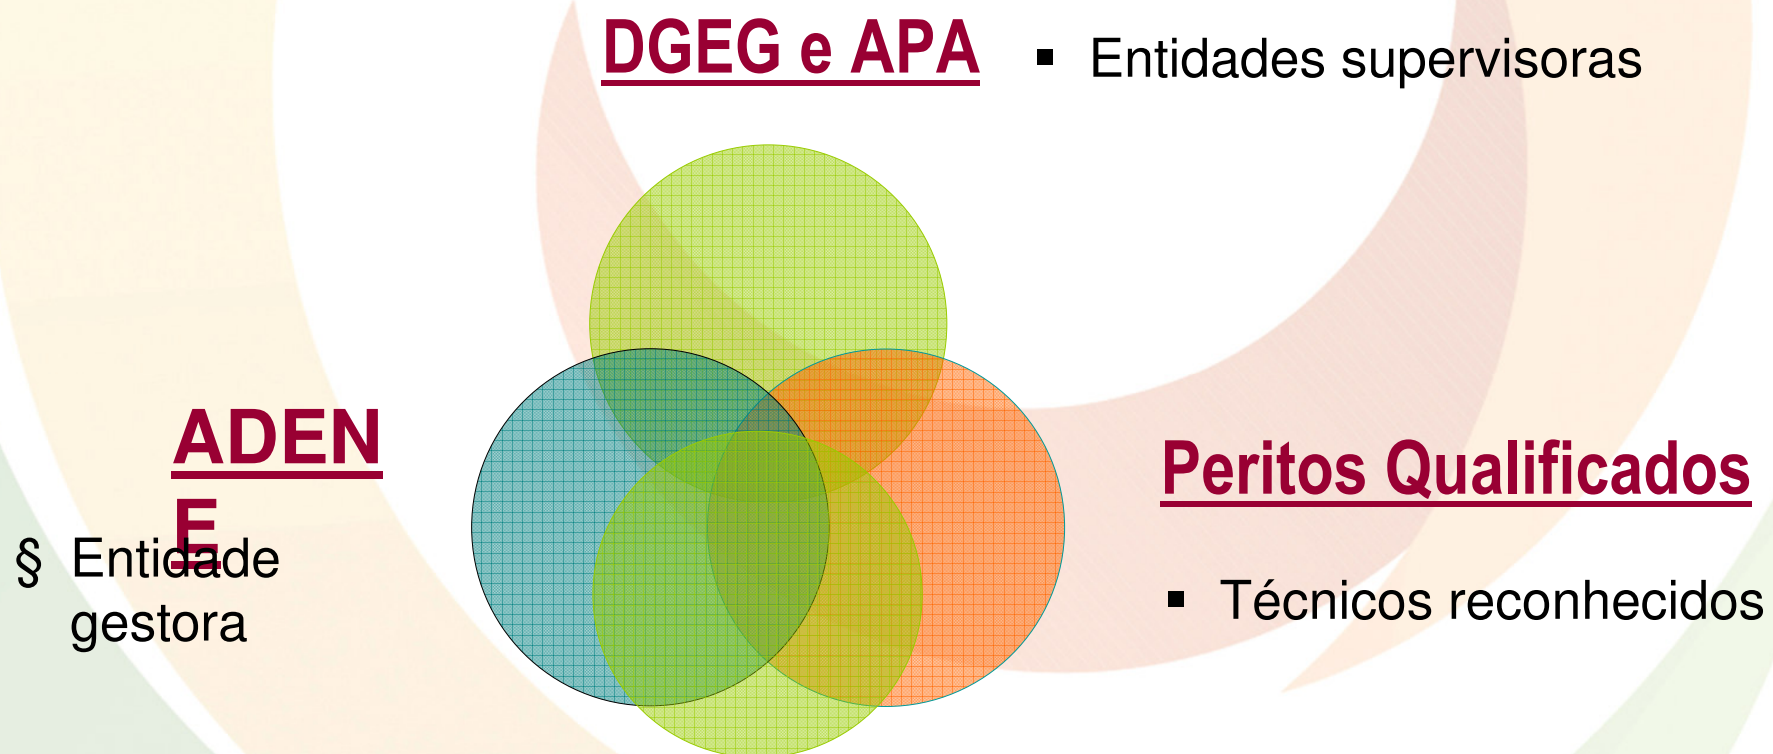 DGEG e APA
▪ Entidades supervisoras
ADEN
E
§ Entidade
gestora
Peritos Qualificados
▪ Técnicos reconhecidos